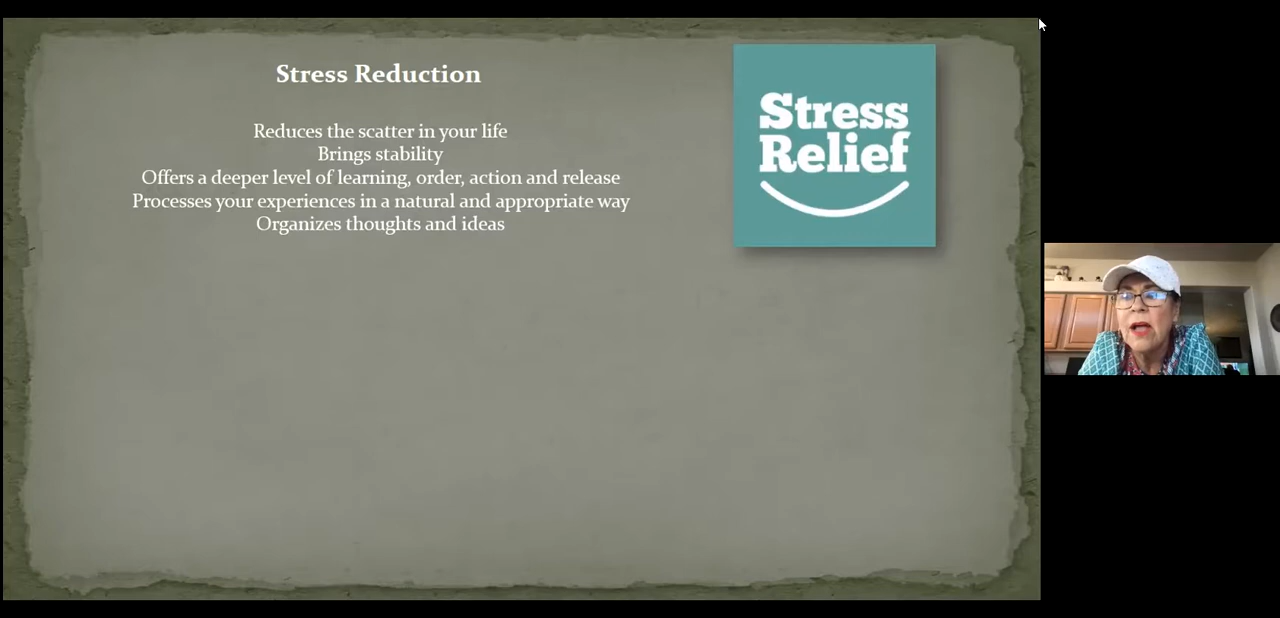 Stress Reduction
Reduces the scatter in your life
Brings stability
Offers a deeper level of learning, order, action and release
Processes your experiences in a natural and appropriate way
Organizes thoughts and ideas
Stress
Relief